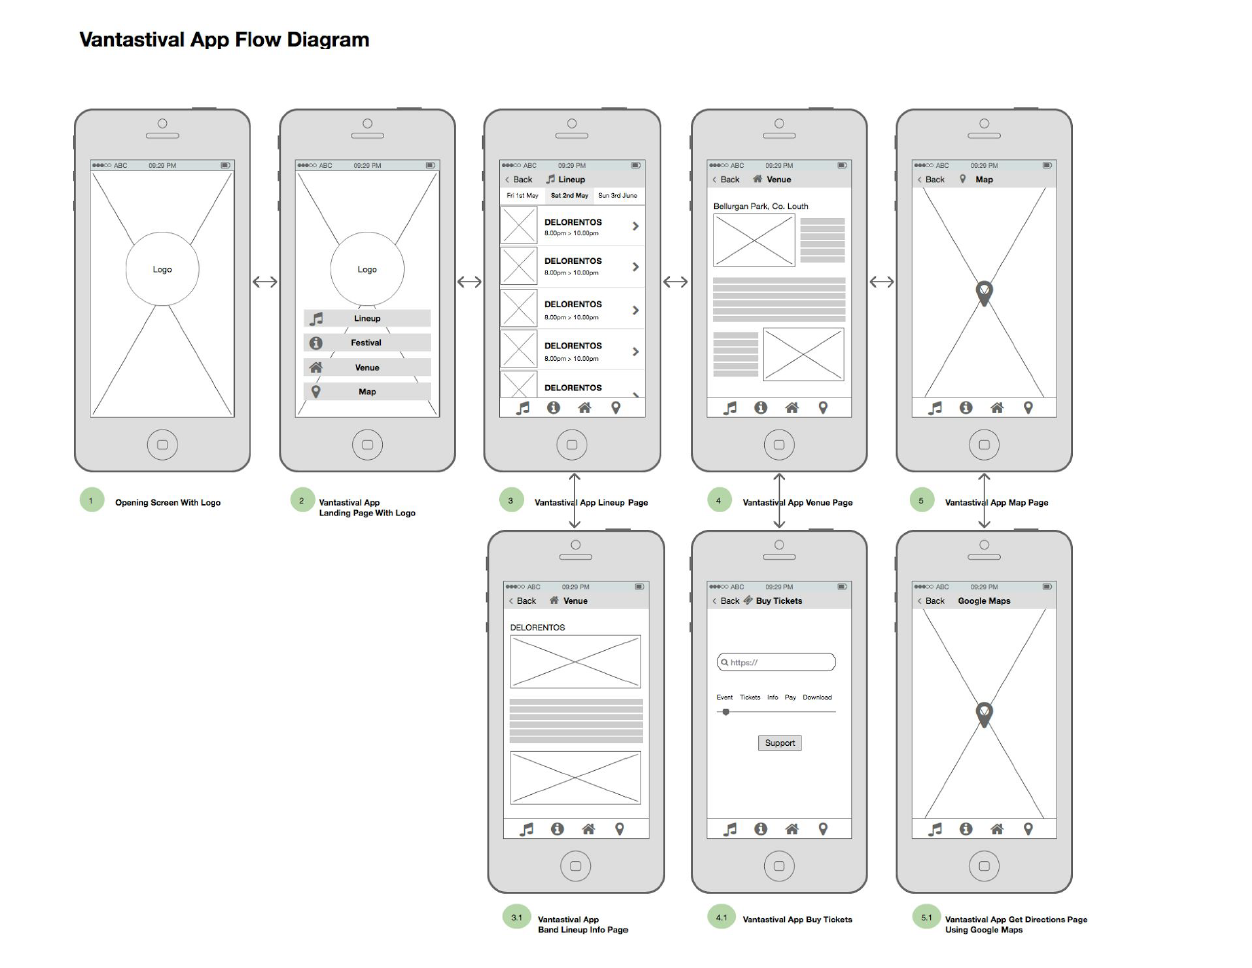 Vantastival App Flow Diagram
ABC 09:29 PM
Logo
1 Opening Screen With Logo
ABC 09:29 PM
Logo
Lineup
Festival
Venue
Map
2 Vantastival App
Landing Page With Logo
ABC 09:29 PM
< Back Lineup
Fri 1st May Sat 2nd May Sun 3rd June
DELORENTOS
8.00pm > 10.00pm
DELORENTOS
8.00pm > 10.00pm
DELORENTOS
8.00pm > 10.00pm
DELORENTOS
8.00pm > 10.00pm
DELORENTOS
3 Vantastival App Lineup Page
ABC 09:29 PM
< Back Venue
Bellurgan Park, Co. Louth
4 Vantastival App Venue Page
ABC 09:29 PM
< Back Map
5 Vantastival App Map Page
ABC 09:29 PM
< Back Venue
DELORENTOS
3.1 Vantastival App
Band Lineup Info Page
ABC 09:29 PM
< Back Buy Tickets
https://
Event Tickets Info Pay Download
Support
4.1 Vantastival App Buy Tickets
ABC 09:29 PM
< Back Google Maps
5.1 Vantastival App Get Directions Page
Using Google Maps